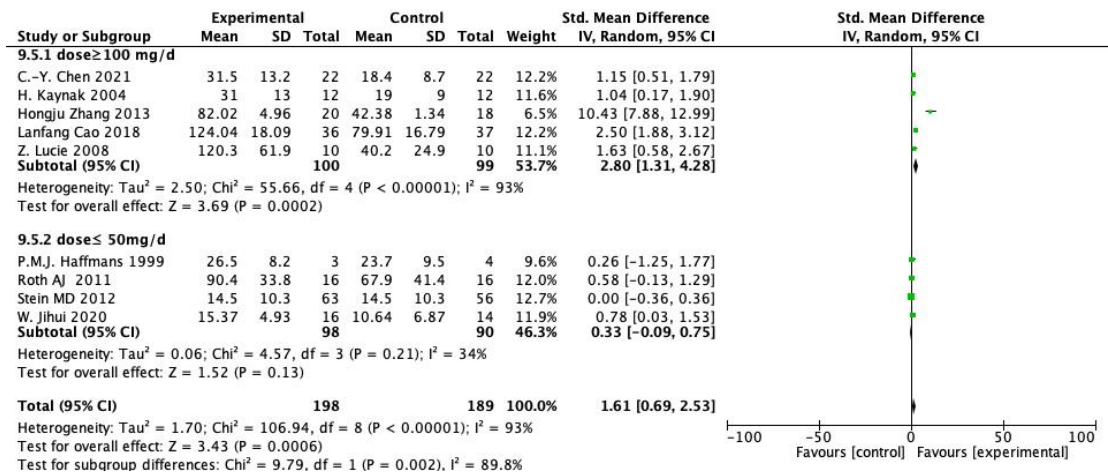 Experimental Control Std. Mean Difference Std. Mean Difference
Study or Subgroup Mean SD Total Mean SD Total Weight IV, Random, 95% CI IV, Random, 95% CI
9.5.1 dose≥100 mg/d
C.-Y. Chen 2021 31.5 13.2 22 18.4 8.7 22 12.2% 1.15 [0.51, 1.79]
H. Kaynak 2004 31 13 12 19 9 12 11.6% 1.04 [0.17, 1.90]
Hongju Zhang 2013 82.02 4.96 20 42.38 1.34 18 6.5% 10.43 [7.88, 12.99]
Lanfang Cao 2018 124.04 18.09 36 79.91 16.79 37 12.2% 2.50 [1.88, 3.12]
Z. Lucie 2008 120.3 61.9 10 40.2 24.9 10 11.1% 1.63 [0.58, 2.67]
Subtotal (95% CI) 100 99 53.7% 2.80 [1.31, 4.28]
Heterogeneity: Tau² = 2.50; Chi² = 55.66, df = 4 (P < 0.00001); I² = 93%
Test for overall effect: Z = 3.69 (P = 0.0002)
9.5.2 dose≤ 50mg/d
P.M.J. Haffmans 1999 26.5 8.2 3 23.7 9.5 4 9.6% 0.26 [-1.25, 1.77]
Roth AJ 2011 90.4 33.8 16 67.9 41.4 16 12.0% 0.58 [-0.13, 1.29]
Stein MD 2012 14.5 10.3 63 14.5 10.3 56 12.7% 0.00 [-0.36, 0.36]
W. Jihui 2020 15.37 4.93 16 10.64 6.87 14 11.9% 0.78 [0.03, 1.53]
Subtotal (95% CI) 98 90 46.3% 0.33 [-0.09, 0.75]
Heterogeneity: Tau² = 0.06; Chi² = 4.57, df = 3 (P = 0.21); I² = 34%
Test for overall effect: Z = 1.52 (P = 0.13)
Total (95% CI) 198 189 100.0% 1.61 [0.69, 2.53]
Heterogeneity: Tau² = 1.70; Chi² = 106.94, df = 8 (P < 0.00001); I² = 93%
Test for overall effect: Z = 3.43 (P = 0.0006)
Test for subgroup differences: Chi² = 9.79, df = 1 (P = 0.002), I² = 89.8%
-100 -50 0 50 100
Favours [control] Favours [experimental]